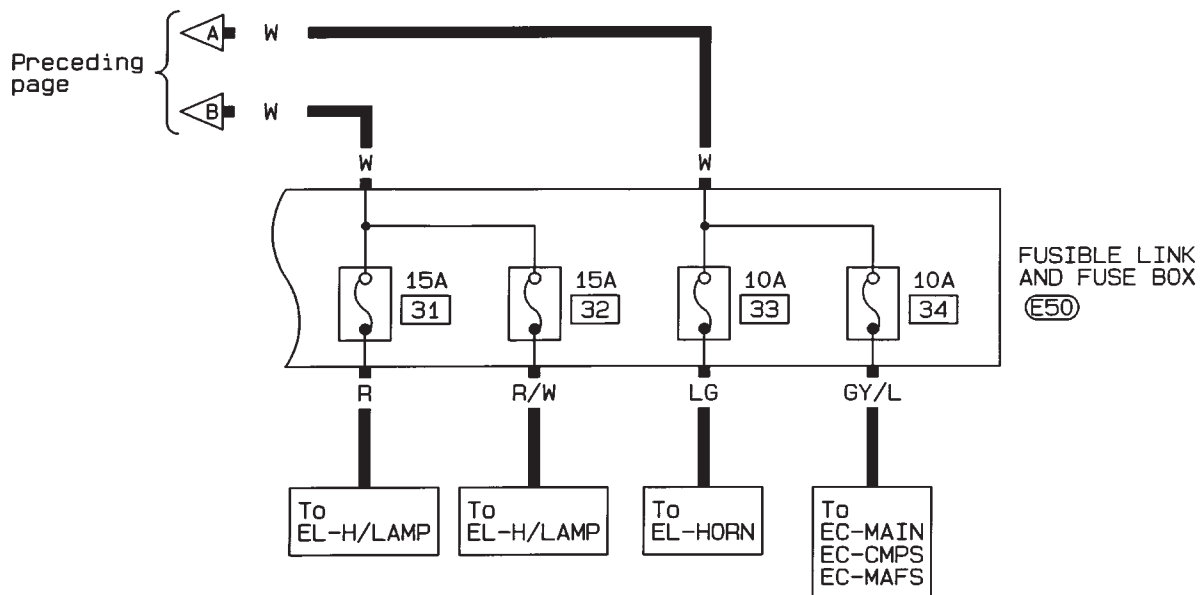 A W
Preceding
page
B W
W W
FUSIBLE LINK
AND FUSE BOX
E50
15A 15A 10A 10A
31 32 33 34
R R/W LG GY/L
To
EL-H/LAMP
To
EL-H/LAMP
To
EL-HORN
To
EC-MAIN
EC-CMPS
EC-MAFS